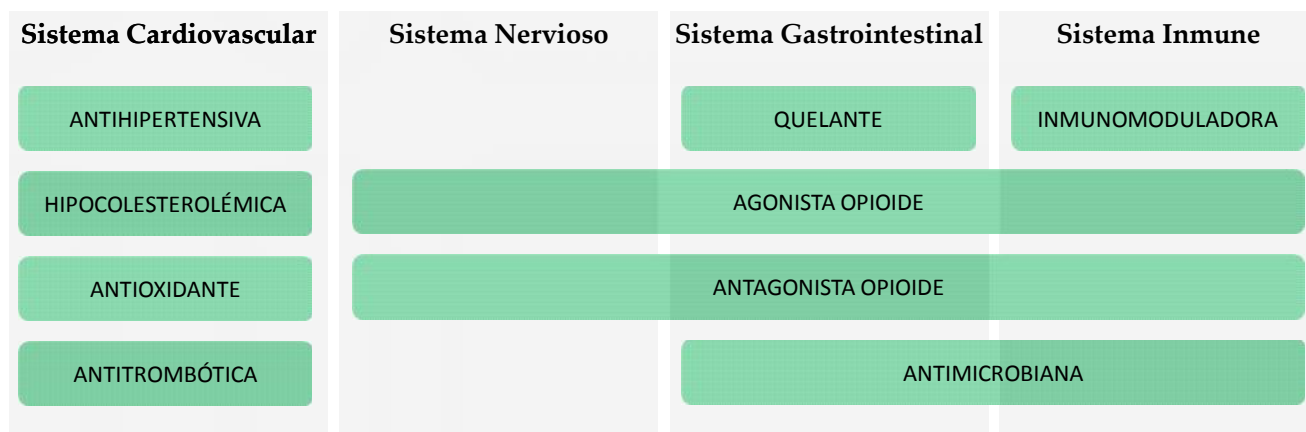 Sistema Cardiovascular
Sistema Nervioso
Sistema Gastrointestinal
Sistema Inmune
ANTIHIPERTENSIVA
QUELANTE
INMUNOMODULADORA
HIPOCOLESTEROLÉMICA
AGONISTA OPIOIDE
ANTIOXIDANTE
ANTAGONISTA OPIOIDE
ANTITROMBÓTICA
ANTIMICROBIANA